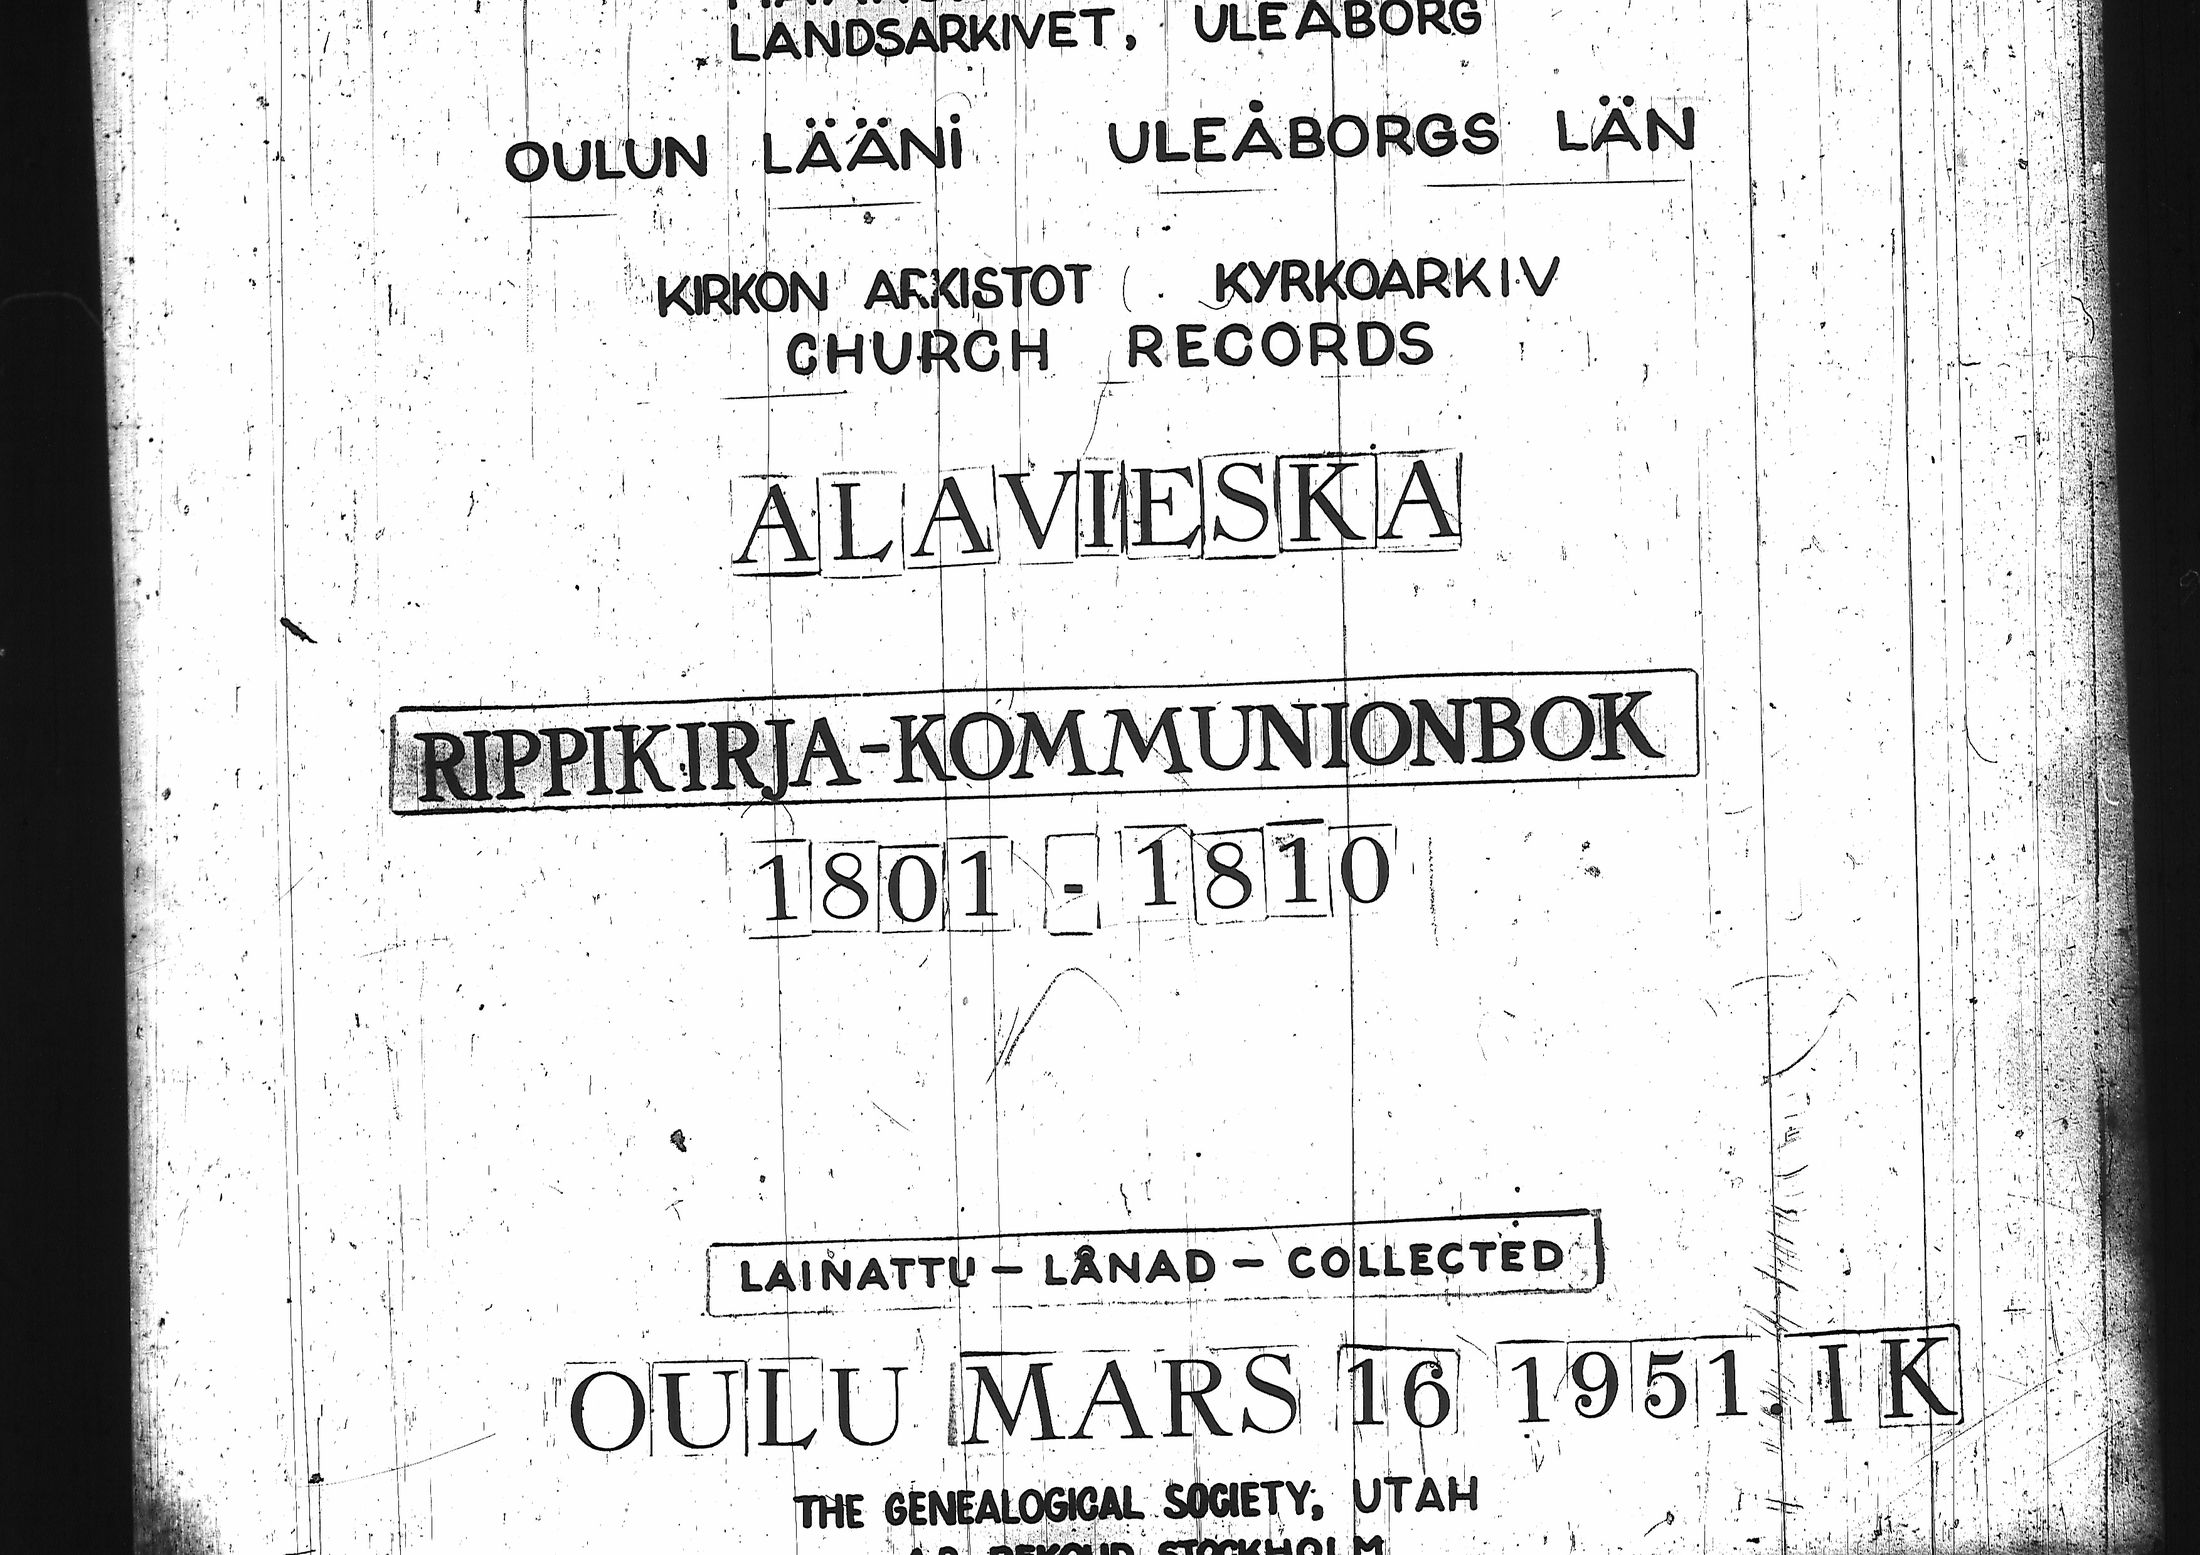 LANDSARKIVET, ULEÅBORG
OULUN LÄÄNI ULEÅBORGS LÄN
KIRKON ARKISTOT KYRKOARKIV
CHURCH RECORDS
ALAVIESKA
RIPPIKIRJA-KOMMUNIONBOK
1801 - 1810
LAINATTU - LÅNAD - COLLECTED
OULU MARS 16 1951. IK
THE GENEALOGICAL SOCIETY, UTAH
STOCKHOLM